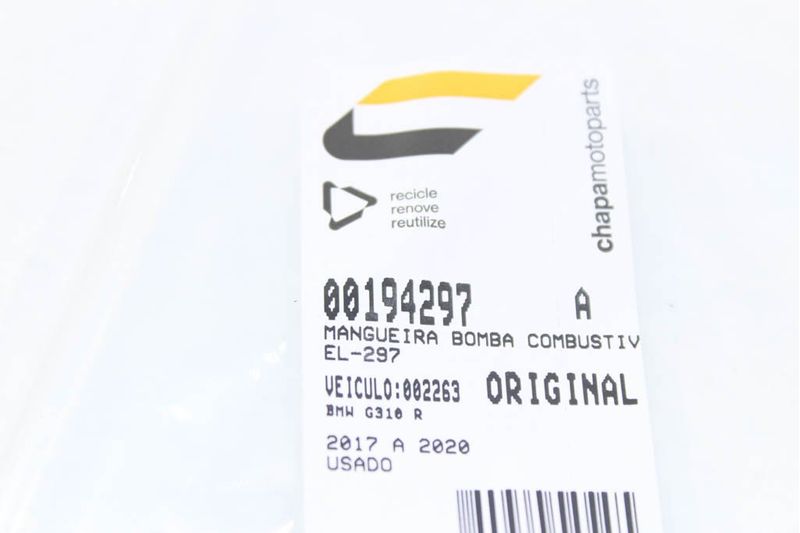 chapamotoparts
recicle
renove
reutilize
00194297 A
MANGUEIRA BOMBA COMBUSTIV
EL-297
VEICULO:002263 ORIGINAL
BMW G310 R
2017 A 2020
USADO